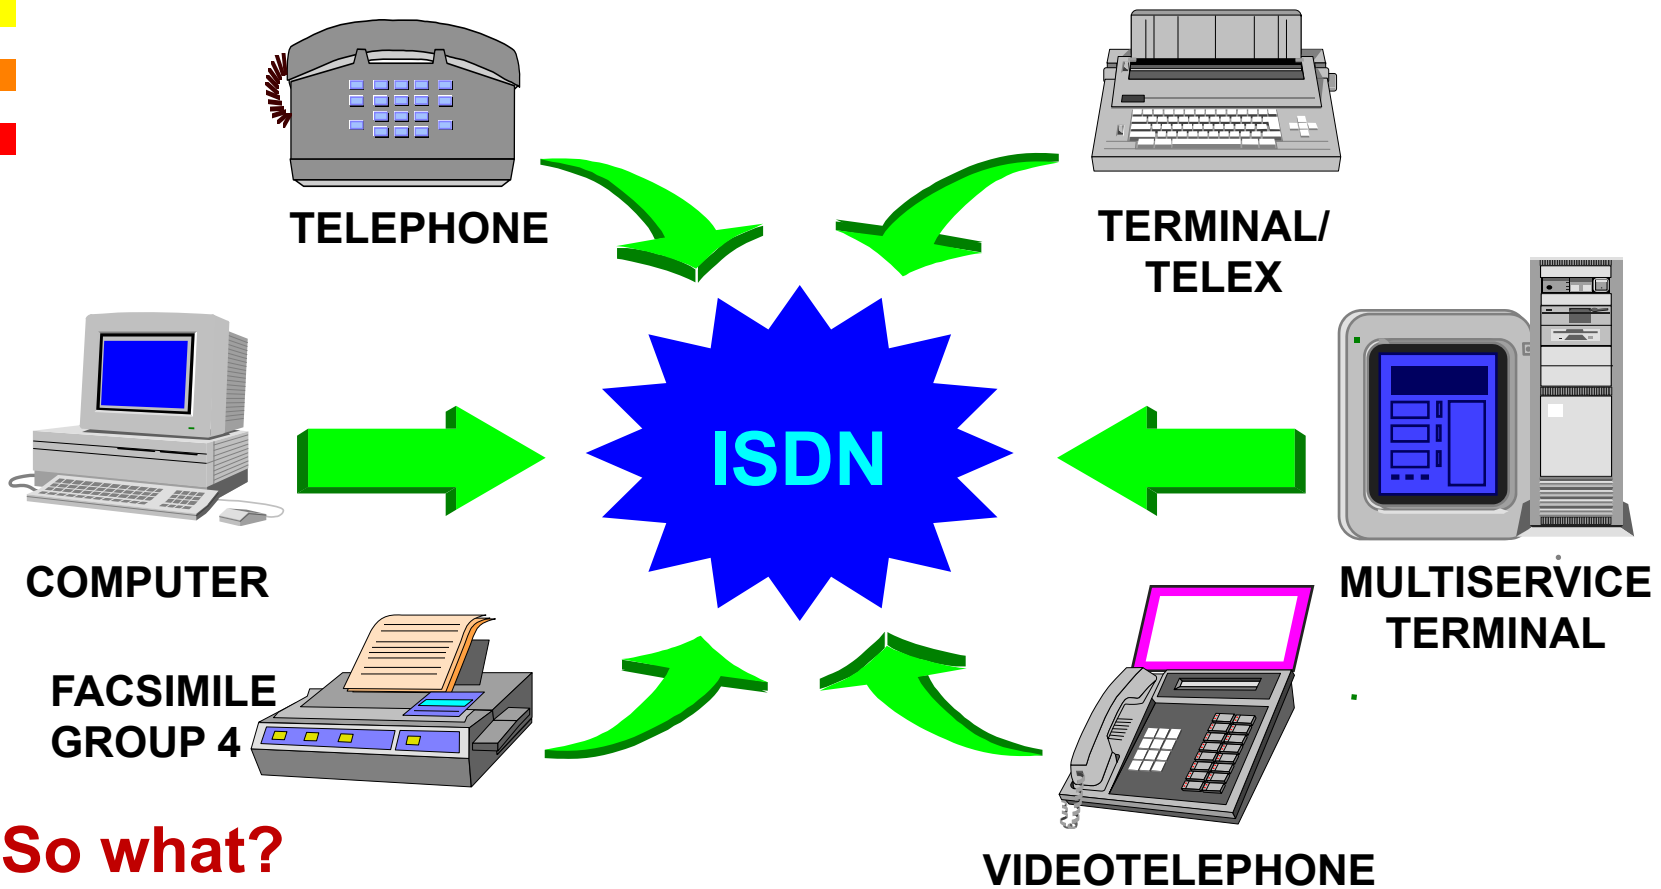 TELEPHONE
TERMINAL/
TELEX
ISDN
COMPUTER
MULTISERVICE
TERMINAL
FACSIMILE
GROUP 4
So what?
VIDEOTELEPHONE